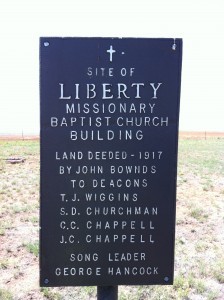 SITE OF
LIBERTY
MISSIONARY
BAPTIST CHURCH
BUILDING
LAND DEEDED - 1917
BY JOHN BOWNDS
TO DEACONS
T.J. WIGGINS
S.D. CHURCHMAN
C.C. CHAPPELL
J.C. CHAPPELL
SONG LEADER
GEORGE HANCOCK